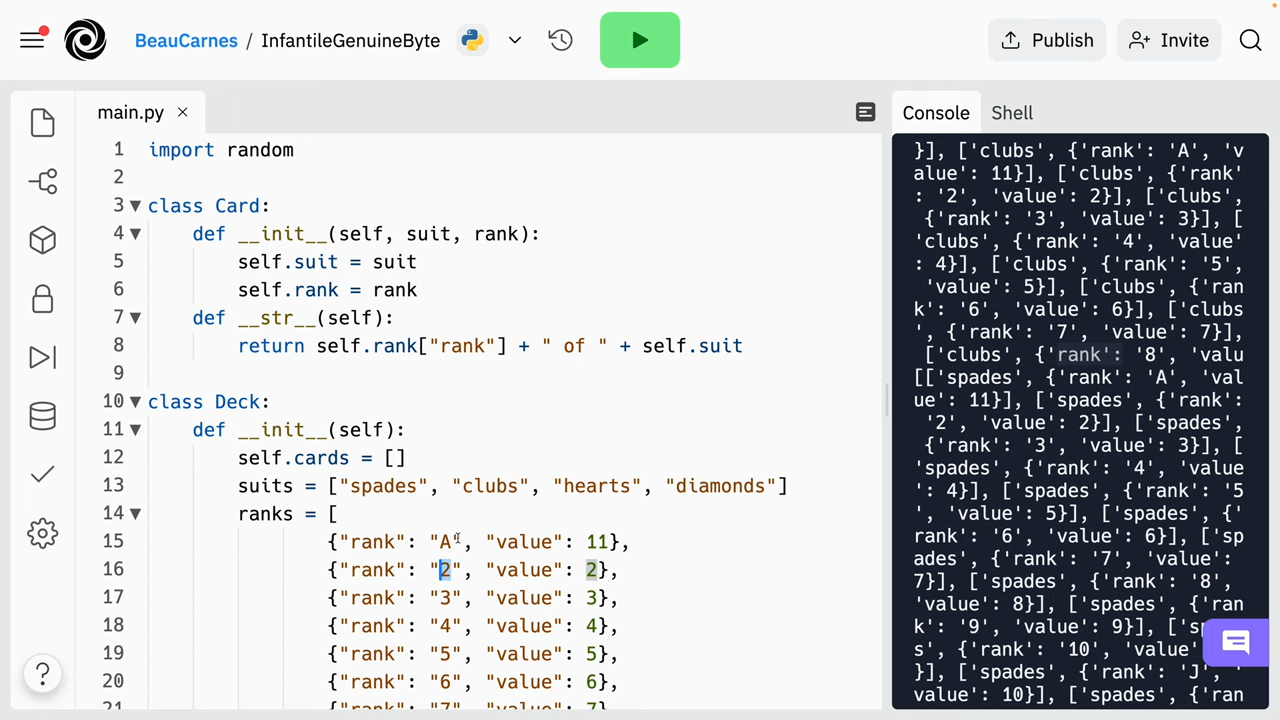 BeauCarnes / InfantileGenuineByte
Publish
Invite
main.py ×
Console
Shell
1 import random
2
3 class Card:
4     def __init__(self, suit, rank):
5         self.suit = suit
6         self.rank = rank
7     def __str__(self):
8         return self.rank["rank"] + " of " + self.suit
9
10 class Deck:
11     def __init__(self):
12         self.cards = []
13         suits = ["spades", "clubs", "hearts", "diamonds"]
14         ranks = [
15                 {"rank": "A", "value": 11},
16                 {"rank": "2", "value": 2},
17                 {"rank": "3", "value": 3},
18                 {"rank": "4", "value": 4},
19                 {"rank": "5", "value": 5},
20                 {"rank": "6", "value": 6},
21                 {"rank": "7", "value": 7},
}], ['clubs', {'rank': 'A', 'v
alue': 11}], ['clubs', {'rank'
: '2', 'value': 2}], ['clubs',
{'rank': '3', 'value': 3}], [
'clubs', {'rank': '4', 'value'
: 4}], ['clubs', {'rank': '5',
'value': 5}], ['clubs', {'ran
k': '6', 'value': 6}], ['clubs
', {'rank': '7', 'value': 7}],
['clubs', {'rank': '8', 'valu
[['spades', {'rank': 'A', 'val
ue': 11}], ['spades', {'rank':
'2', 'value': 2}], ['spades',
{'rank': '3', 'value': 3}], [
'spades', {'rank': '4', 'value
': 4}], ['spades', {'rank': '5
', 'value': 5}], ['spades', {'
rank': '6', 'value': 6}], ['sp
ades', {'rank': '7', 'value':
7}], ['spades', {'rank': '8',
'value': 8}], ['spades', {'ran
k': '9', 'value': 9}], ['sp
s', {'rank': '10', 'value'
}], ['spades', {'rank': 'J', '
value': 10}], ['spades', {'ran
?